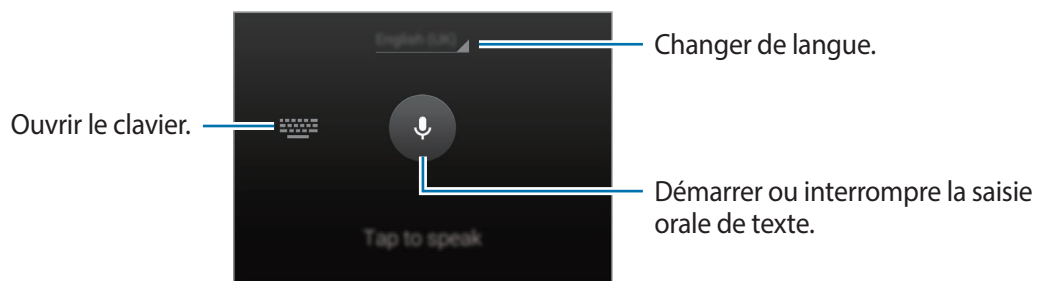 English (UK)
Changer de langue.
Ouvrir le clavier.
Démarrer ou interrompre la saisie
orale de texte.
Tap to speak